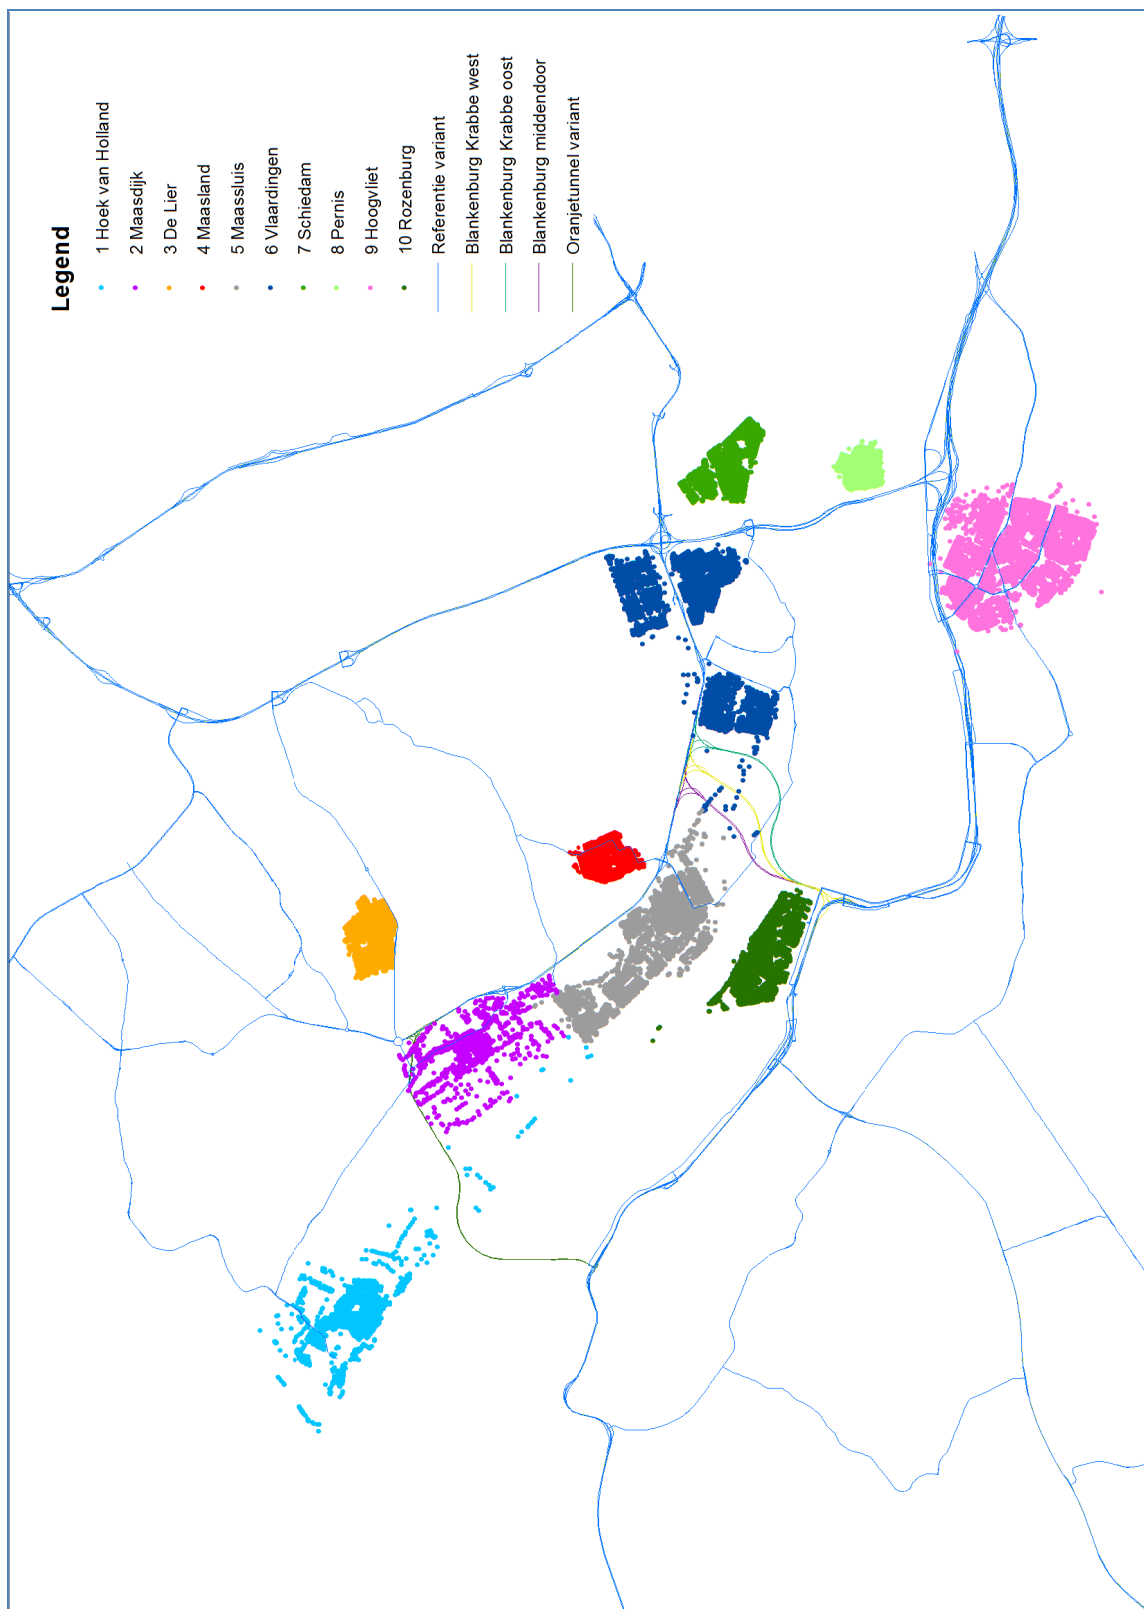 Legend
1 Hoek van Holland
2 Maasdijk
3 De Lier
4 Maasland
5 Maassluis
6 Vlaardingen
7 Schiedam
8 Pernis
9 Hoogvliet
10 Rozenburg
Referentie variant
Blankenburg Krabbe west
Blankenburg Krabbe oost
Blankenburg middendoor
Oranjetunnel variant